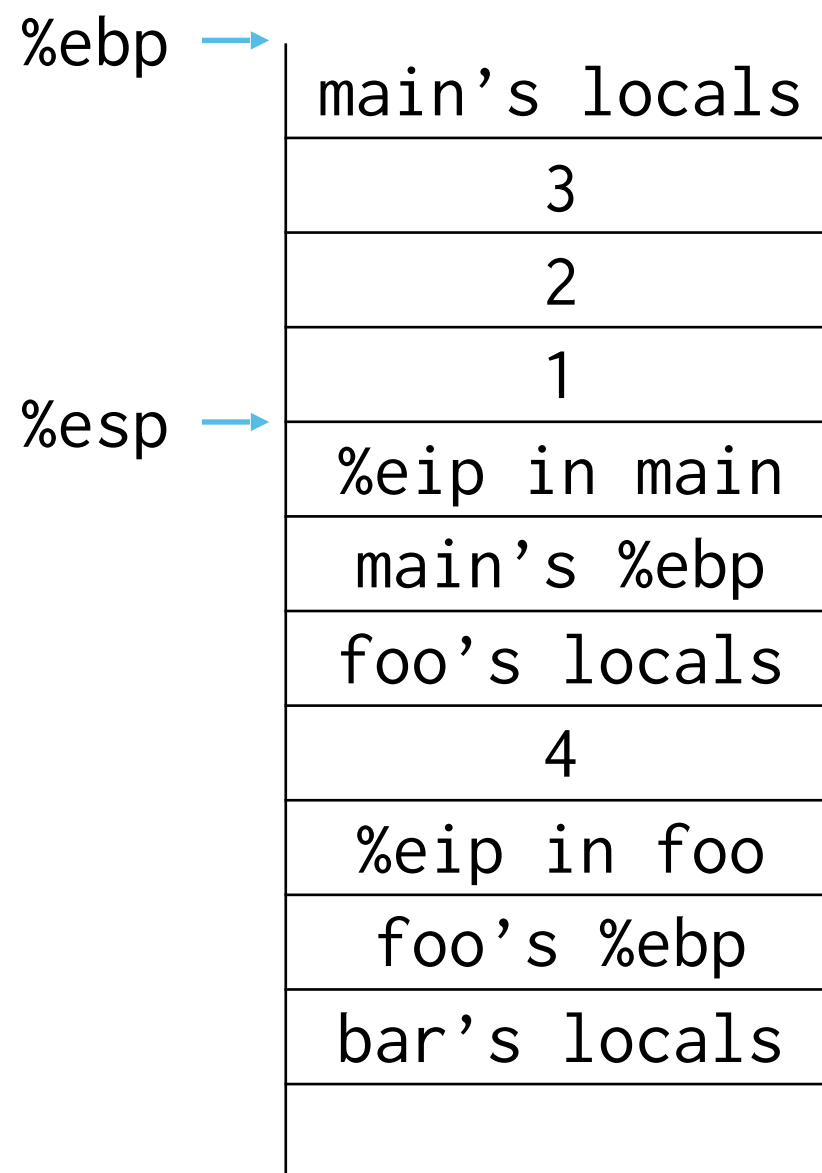 %ebp
main’s locals
3
2
1
%esp
%eip in main
main’s %ebp
foo’s locals
4
%eip in foo
foo’s %ebp
bar’s locals